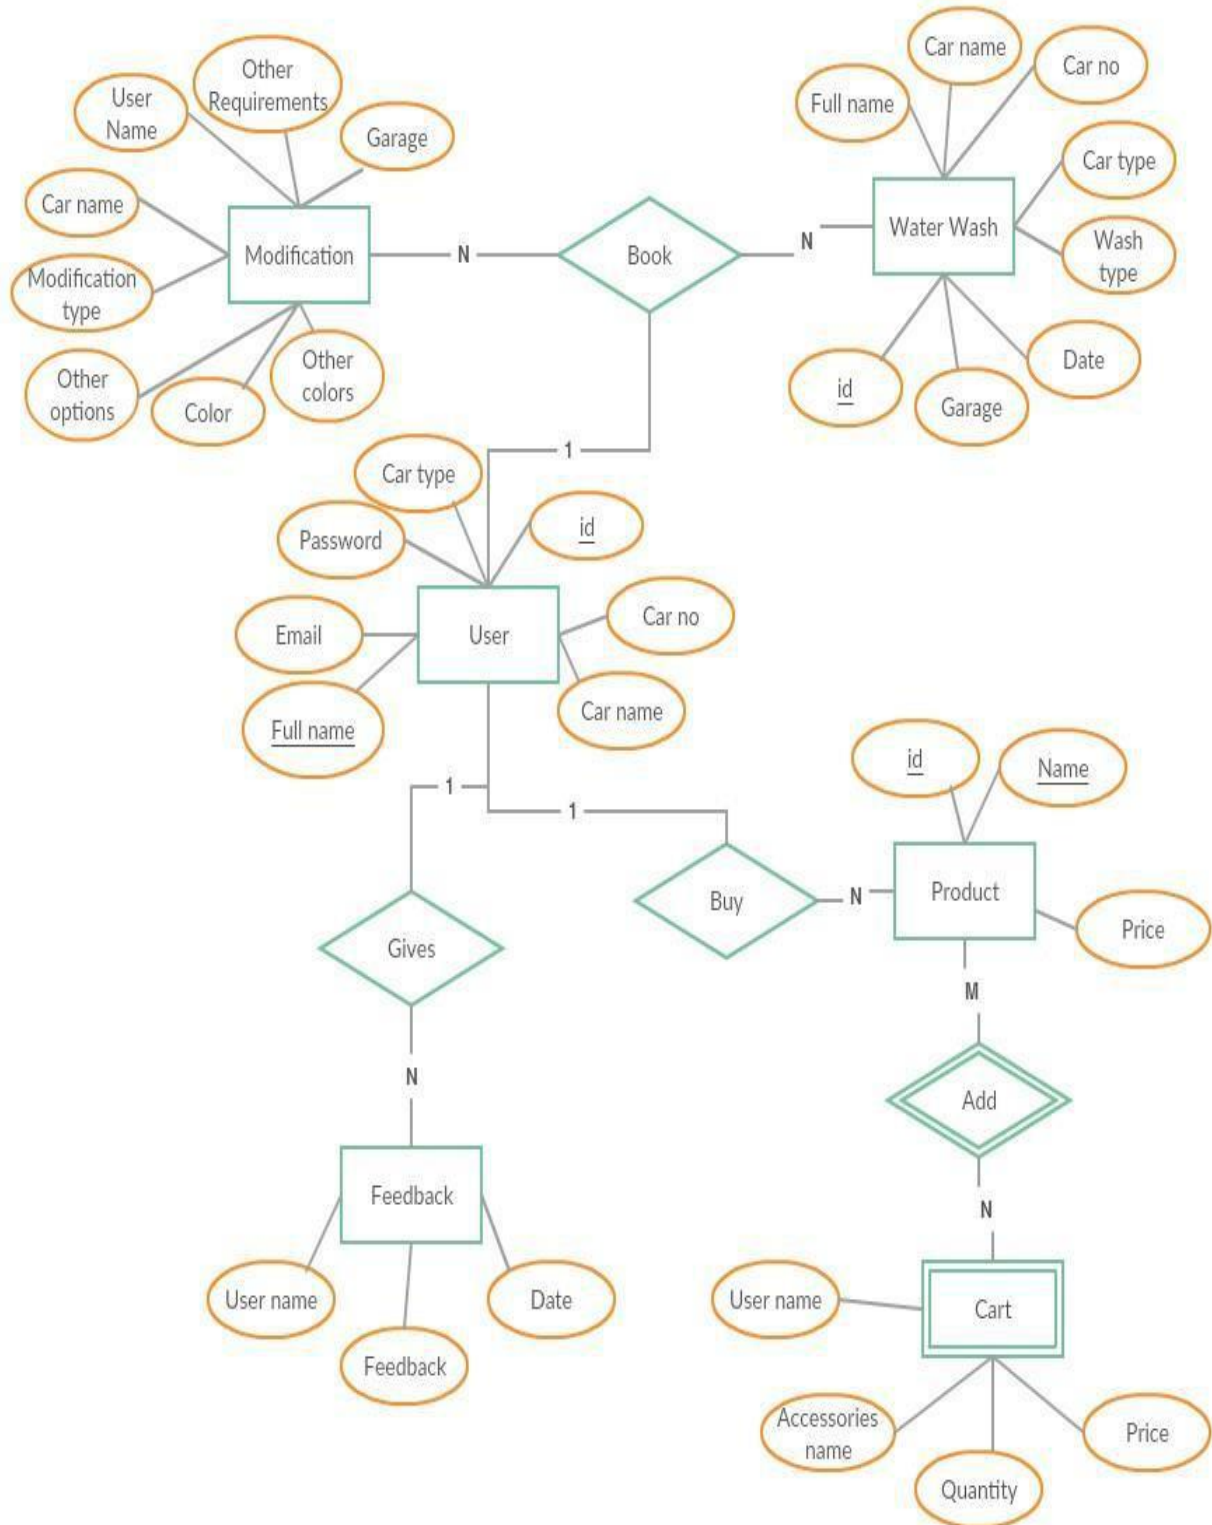 Car name
Other
Requirements
Car no
User
Name
Full name
Garage
Car type
Car name
Modification
Book
N
N
Water Wash
Wash
type
Modification
type
Other
options
Color
Other
colors
id
Garage
Date
1
Car type
Password
id
Email
User
Car no
Full name
Car name
1
1
id
Name
Gives
Buy
N
Product
Price
M
N
Add
Feedback
N
User name
Date
Feedback
User name
Cart
Accessories
name
Quantity
Price